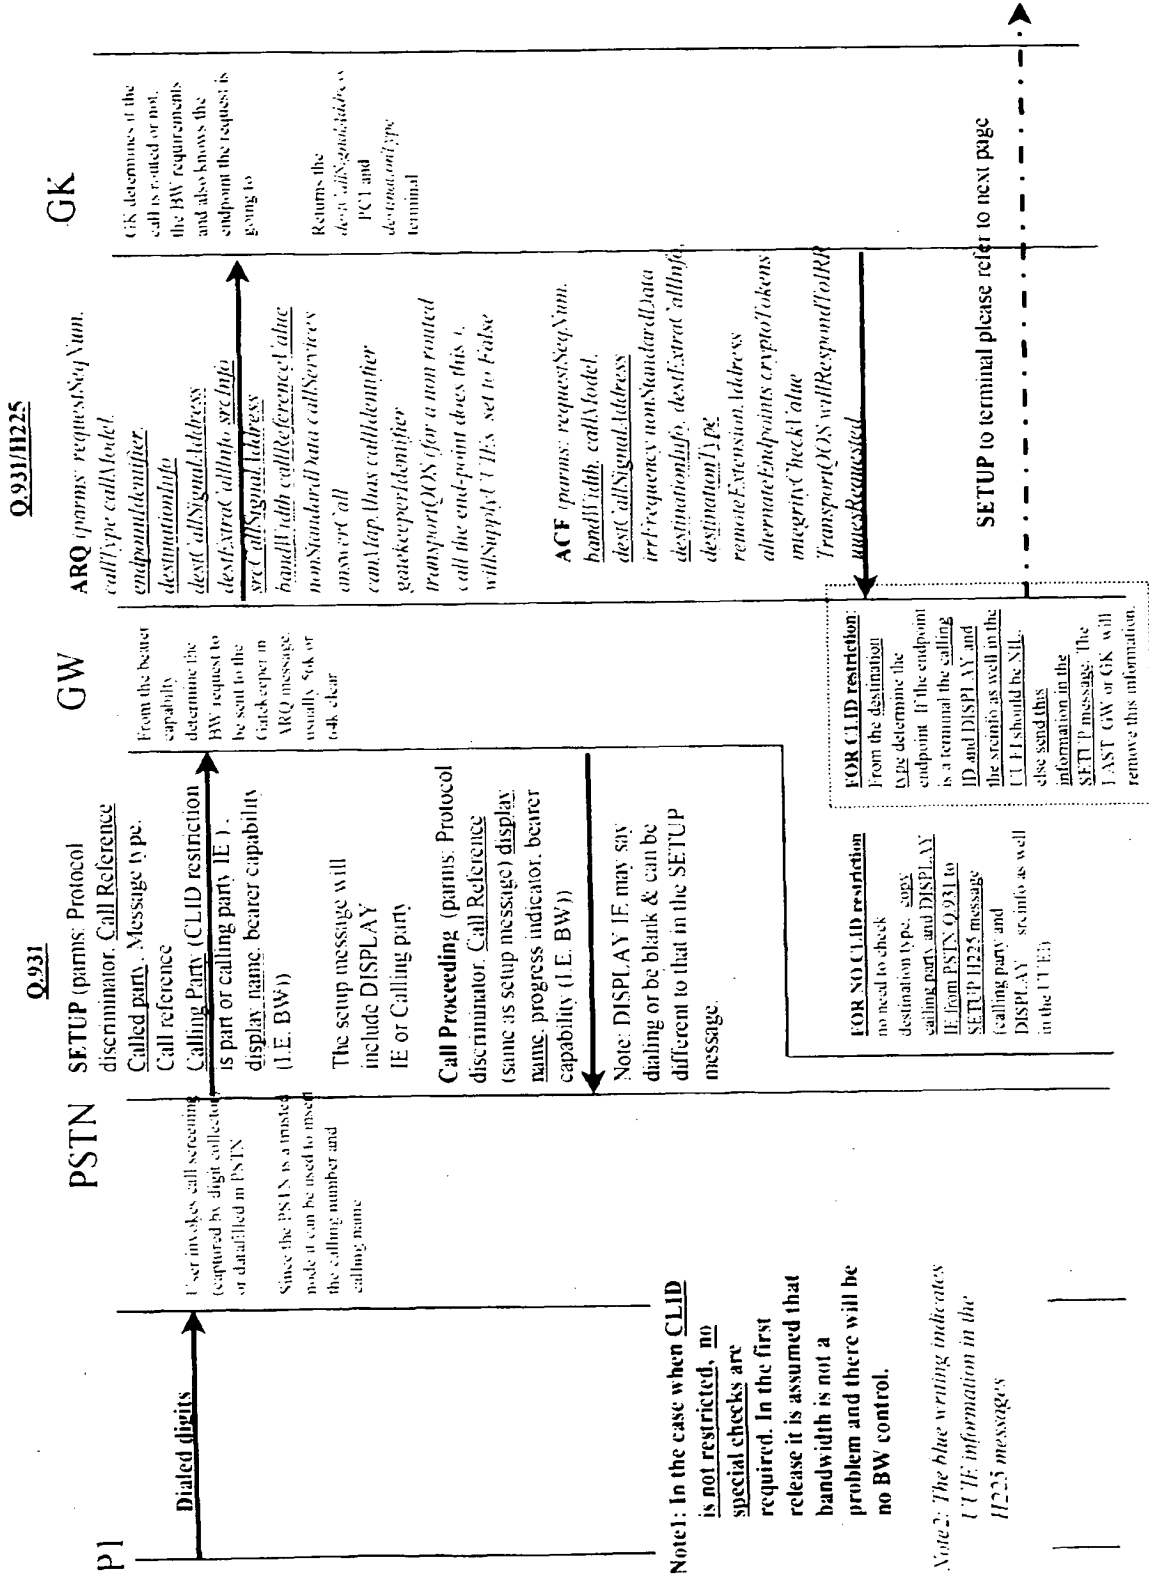 Q.931
Q.931/H225
P1
PSTN
GW
GK
Dialed digits
User invokes call screening
(captured by digit collector)
or datafilled in PSTN
Since the PSTN is a trusted
node it can be used to insert
the calling number and
calling name
SETUP (parms: Protocol
discriminator, Call Reference
Called party, Message type,
Call reference
Calling Party (CLID restriction
is part or calling party IE ) ,
display name, bearer capability
(I.E. BW))
The setup message will
include DISPLAY
IE or Calling party
Call Proceeding (parms: Protocol
discriminator, Call Reference
(same as setup message) display
name, progress indicator, bearer
capability (I.E. BW))
Note: DISPLAY IE may say
dialing or be blank & can be
different to that in the SETUP
message.
From the bearer
capabilty
determine the
BW request to
be sent to the
Gatekeeper in
ARQ message,
usually 56k or
64k clear
ARQ (parms: requestSeqNum,
callType callModel,
endpointIdentifier,
destinationInfo
destCallSignalAddress
destExtraCallInfo srcInfo
srcCallSignalAddress
bandWidth callReferenceValue
nonStandardData callServices
answerCall
canMapAlias callIdentifier
gatekeeperIdentifier
transportQOS (for a non routed
call the end-point does this ),
willSupplyUUIEs set to False
GK determines if the
call is routed or not,
the BW requirements
and also knows the
endpoint the request is
going to
Returns the
destCallSignalAddress
PC1 and
destinationType
terminal
ACF (parms: requestSeqNum,
bandWidth, callModel,
destCallSignalAddress
irrFrequency nonStandardData
destinationInfo, destExtraCallInfo,
destinationType
remoteExtensionAddress
alternateEndpoints cryptoTokens
integrityCheckValue
TransportQOS willRespondToIRR
uuiesRequested
FOR NO CLID restriction
no need to check
destination type, copy
calling party and DISPLAY
IE from PSTN Q.931 to
SETUP H225 message
(calling party and
DISPLAY srcinfo as well
in the UUIE)
FOR CLID restriction:
From the destination
type determine the
endpoint If the endpoint
is a terminal the calling
ID and DISPLAY and
the srcinfo as well in the
UUEI should be NIL,
else send this
information in the
SETUP message. The
LAST GW or GK will
remove this information.
SETUP to terminal please refer to next page
Note1: In the case when CLID
is not restricted, no
special checks are
required. In the first
release it is assumed that
bandwidth is not a
problem and there will be
no BW control.
Note2: The blue writing indicates
UUIE information in the
H225 messages